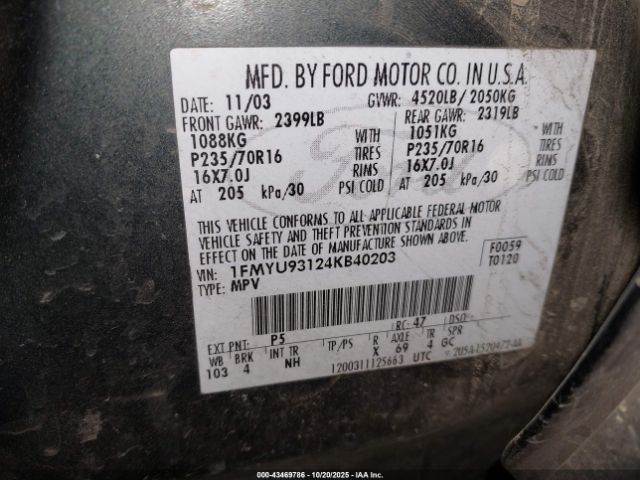 MFD. BY FORD MOTOR CO. IN U.S.A.
DATE: 11/03 GVWR: 4520LB/ 2050KG
FRONT GAWR: 2399LB REAR GAWR: 2319LB
1088KG WITH 1051KG WITH
P235/70R16 TIRES P235/70R16 TIRES
16X7.0J RIMS 16X7.0J RIMS
AT 205 kPa/30 PSI COLD AT 205 kPa/30 PSI COLD
THIS VEHICLE CONFORMS TO ALL APPLICABLE FEDERAL MOTOR
VEHICLE SAFETY AND THEFT PREVENTION STANDARDS IN
EFFECT ON THE DATE OF MANUFACTURE SHOWN ABOVE.
VIN: 1FMYU93124KB40203 F0059
TYPE: MPV T0120
EXT PNT: P5 RC: 47 DSO:
WB BRK INT TR TP/PS R AXLE TR SPR
103 4 NH X 69 4 GC
1200311125663 UTC
Ford
00-43469786 - 10/20/2025 - IAA Inc.